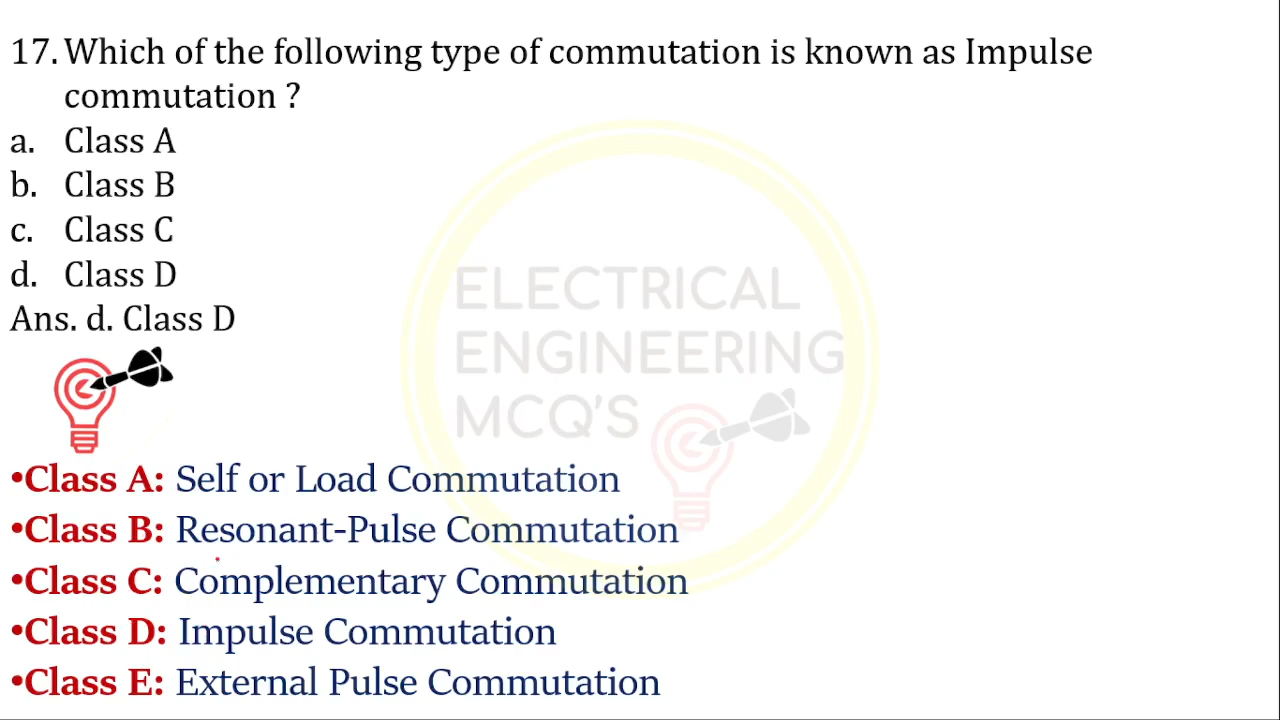 17. Which of the following type of commutation is known as Impulse
commutation ?
a. Class A
b. Class B
c. Class C
d. Class D
Ans. d. Class D
ELECTRICAL
ENGINEERING
MCQ'S
•Class A: Self or Load Commutation
•Class B: Resonant-Pulse Commutation
•Class C: Complementary Commutation
•Class D: Impulse Commutation
•Class E: External Pulse Commutation